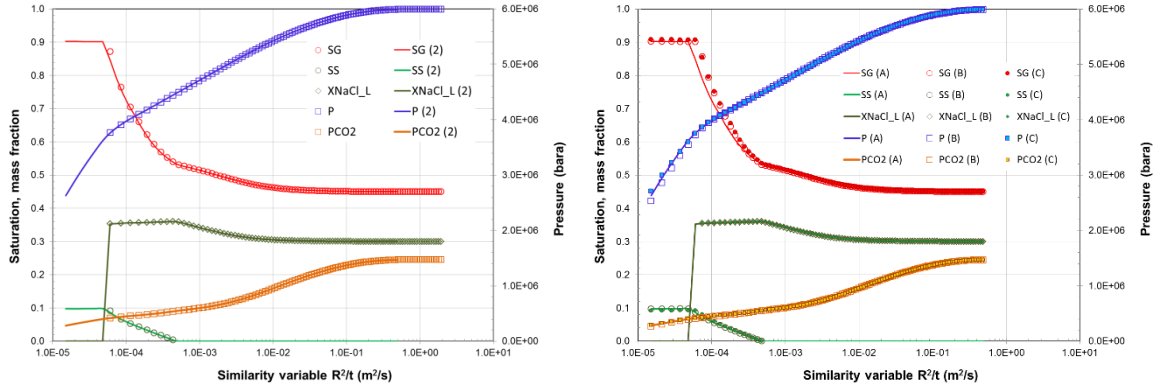 1.0
0.9
0.8
0.7
0.6
0.5
0.4
0.3
0.2
0.1
0.0
Saturation, mass fraction
SG
SS
XNaCl_L
P
PCO2
SG (2)
SS (2)
XNaCl_L (2)
P (2)
PCO2 (2)
6.0E+06
5.0E+06
4.0E+06
3.0E+06
2.0E+06
1.0E+06
0.0E+00
Pressure (bara)
1.0E-05 1.0E-04 1.0E-03 1.0E-02 1.0E-01 1.0E+00 1.0E+01
Similarity variable R²/t (m²/s)
1.0
0.9
0.8
0.7
0.6
0.5
0.4
0.3
0.2
0.1
0.0
Saturation, mass fraction
SG (A) SG (B) SG (C)
SS (A) SS (B) SS (C)
XNaCl_L (A) XNaCl_L (B) XNaCl_L (C)
P (A) P (B) P (C)
PCO2 (A) PCO2 (B) PCO2 (C)
6.0E+06
5.0E+06
4.0E+06
3.0E+06
2.0E+06
1.0E+06
0.0E+00
Pressure (bara)
1.0E-05 1.0E-04 1.0E-03 1.0E-02 1.0E-01 1.0E+00 1.0E+01
Similarity variable R²/t (m²/s)